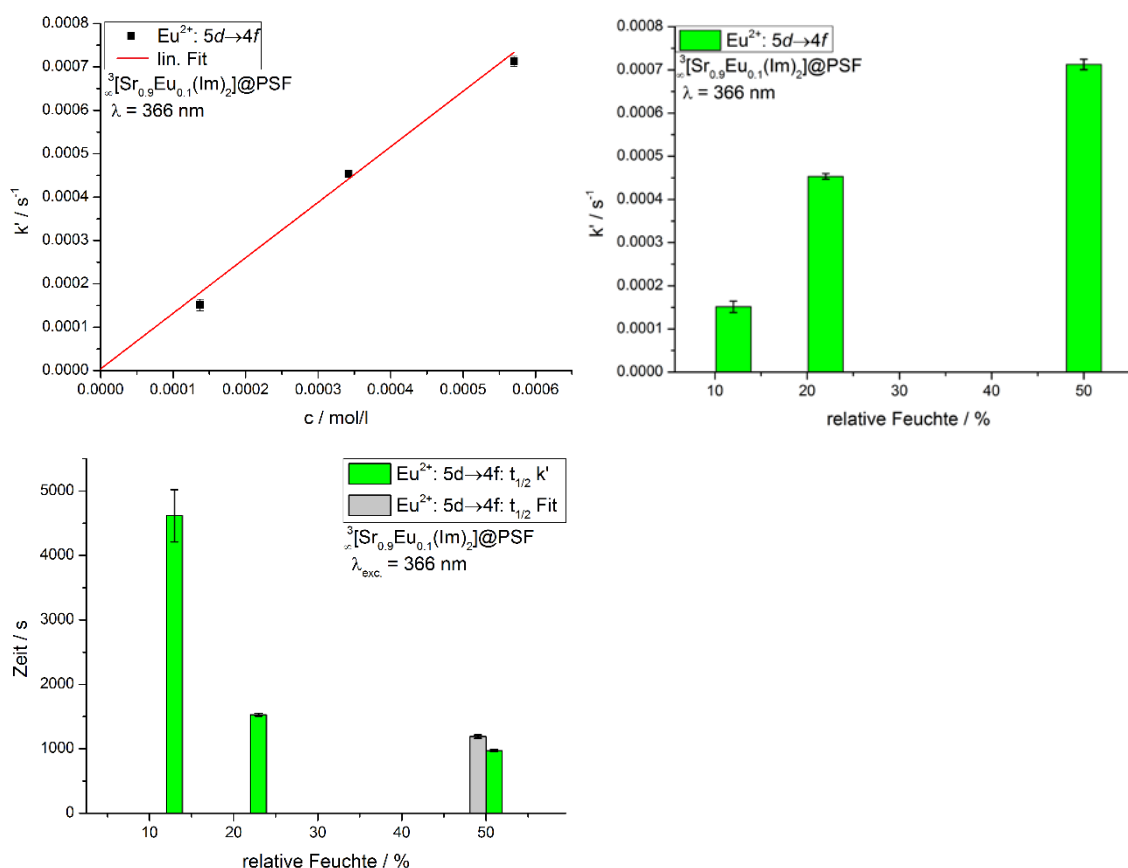 Eu²⁺: 5d→4f
lin. Fit
³∞[Sr₀.₉Eu₀.₁(Im)₂]@PSF
λ = 366 nm
k' / s⁻¹
0.0008
0.0007
0.0006
0.0005
0.0004
0.0003
0.0002
0.0001
0.0000
0.0000 0.0001 0.0002 0.0003 0.0004 0.0005 0.0006
c / mol/l
Eu²⁺: 5d→4f
³∞[Sr₀.₉Eu₀.₁(Im)₂]@PSF
λ = 366 nm
k' / s⁻¹
0.0008
0.0007
0.0006
0.0005
0.0004
0.0003
0.0002
0.0001
0.0000
10 20 30 40 50
relative Feuchte / %
Eu²⁺: 5d→4f: t₁/₂ k'
Eu²⁺: 5d→4f: t₁/₂ Fit
³∞[Sr₀.₉Eu₀.₁(Im)₂]@PSF
λexc. = 366 nm
Zeit / s
5000
4000
3000
2000
1000
0
10 20 30 40 50
relative Feuchte / %